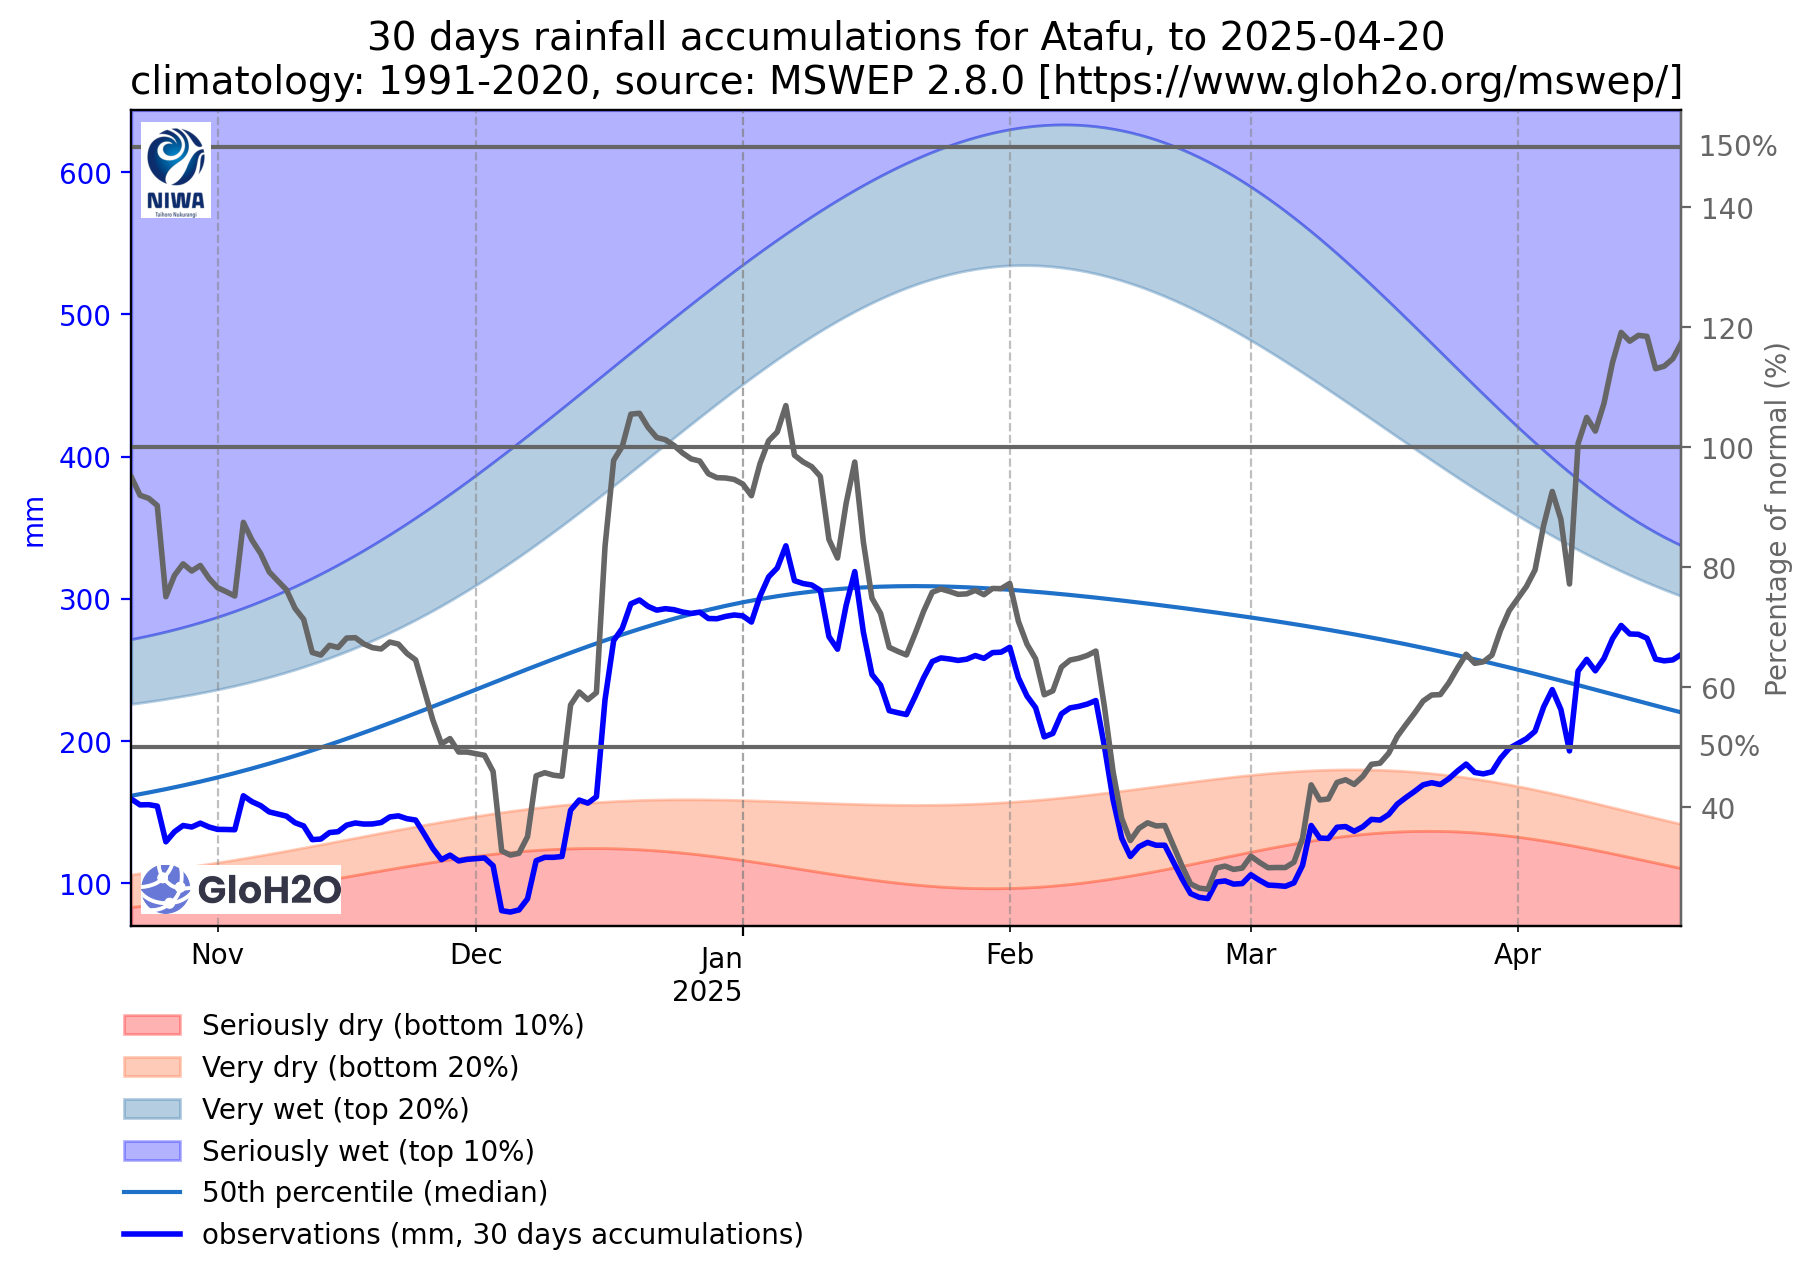 30 days rainfall accumulations for Atafu, to 2025-04-20
climatology: 1991-2020, source: MSWEP 2.8.0 [https://www.gloh2o.org/mswep/]
NIWA
Taihoro Nukurangi
600
500
400
300
200
100
mm
150%
140
120
100
80
60
50%
40
Percentage of normal (%)
GloH2O
Nov
Dec
Jan
2025
Feb
Mar
Apr
Seriously dry (bottom 10%)
Very dry (bottom 20%)
Very wet (top 20%)
Seriously wet (top 10%)
50th percentile (median)
observations (mm, 30 days accumulations)